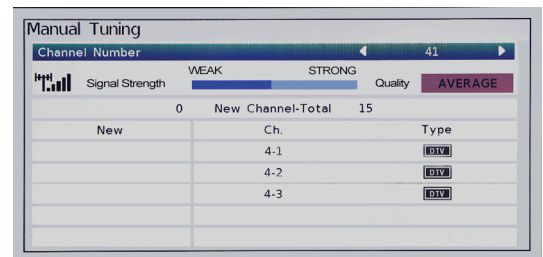 Manual Tuning
Channel Number 41
Signal Strength WEAK STRONG Quality AVERAGE
0 New Channel-Total 15
New Ch. Type
4-1 DTV
4-2 DTV
4-3 DTV